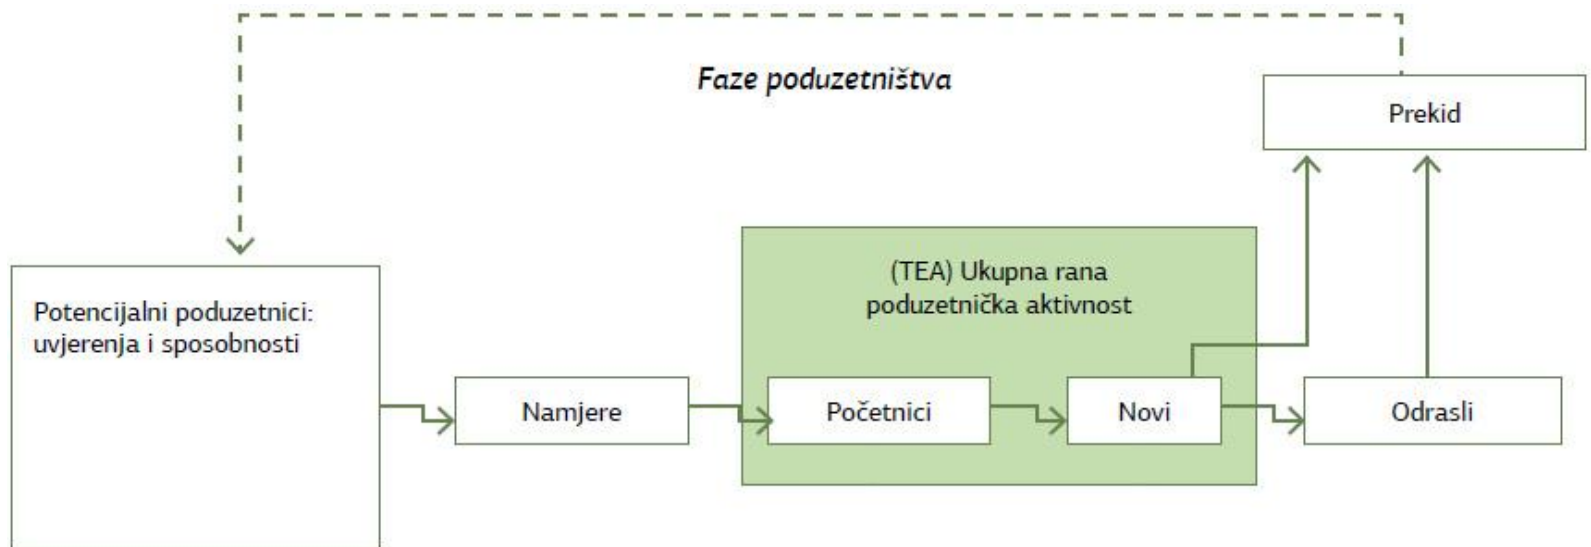 Faze poduzetništva
Prekid
(TEA) Ukupna rana
poduzetnička aktivnost
Potencijalni poduzetnici:
uvjerenja i sposobnosti
Namjere
Početnici
Novi
Odrasli